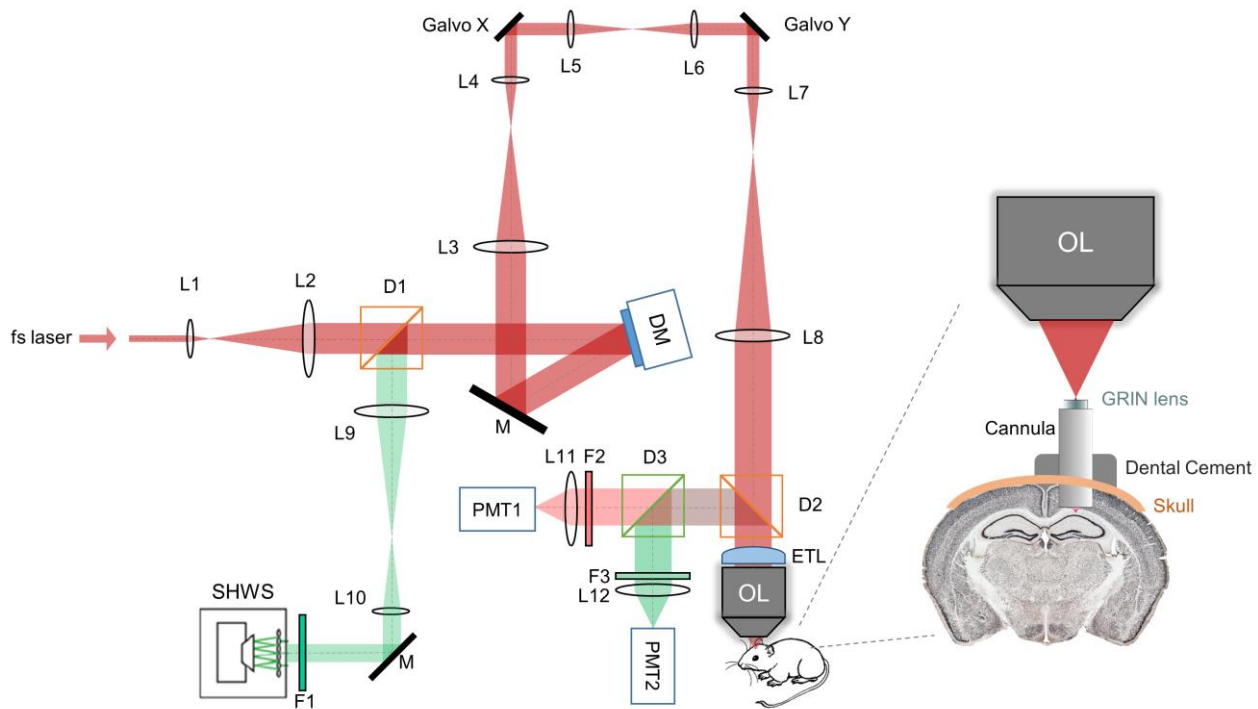 Galvo X
L5
L6
Galvo Y
L4
L7
L3
L1
L2
D1
fs laser
DM
L8
OL
L9
M
GRIN lens
Cannula
L11
F2
D3
Dental Cement
PMT1
D2
Skull
ETL
F3
L12
OL
SHWS
L10
M
F1
PMT2